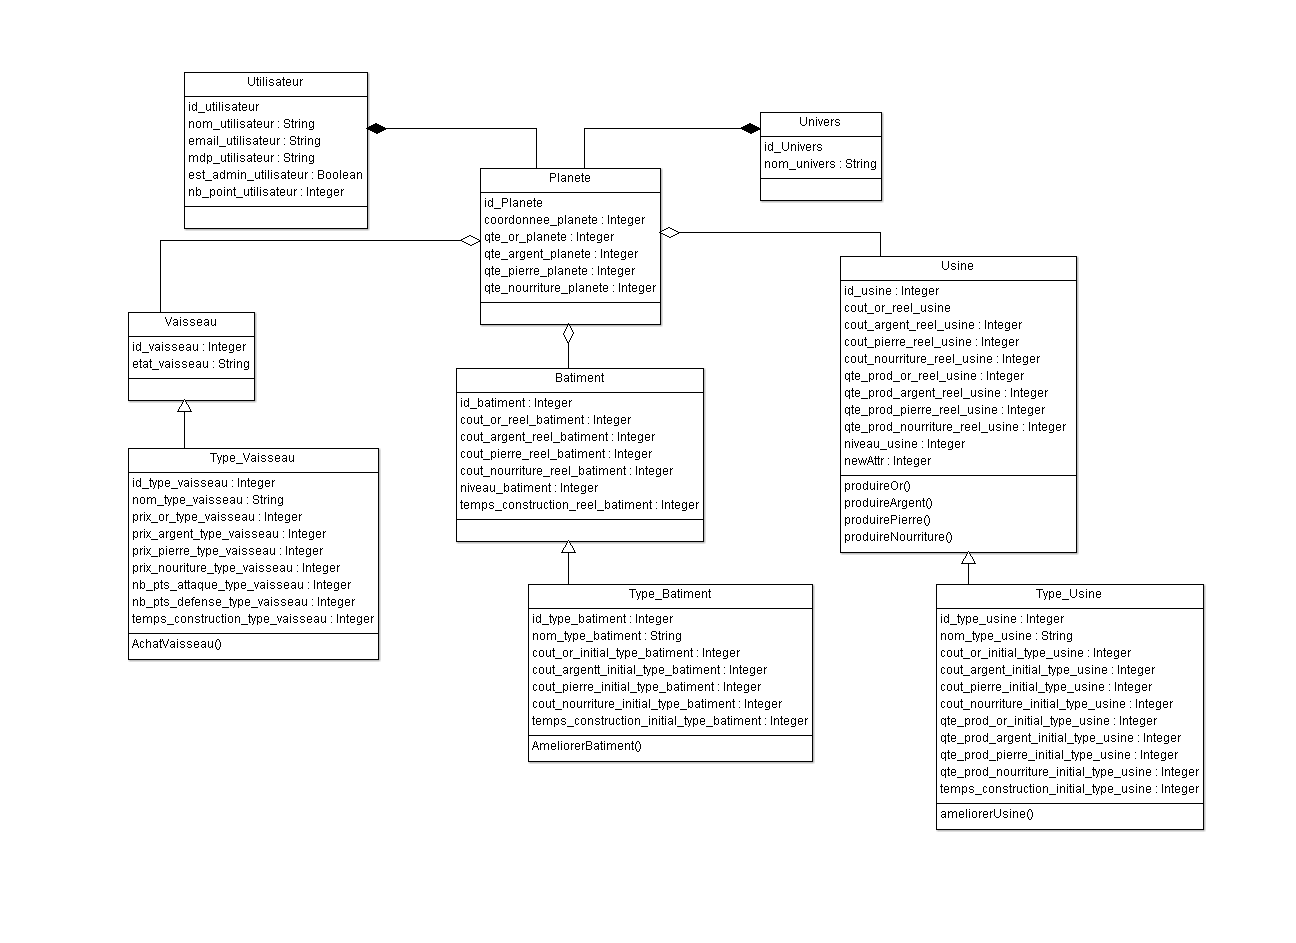 Utilisateur
id_utilisateur
nom_utilisateur : String
email_utilisateur : String
mdp_utilisateur : String
est_admin_utilisateur : Boolean
nb_point_utilisateur : Integer
Univers
id_Univers
nom_univers : String
Planete
id_Planete
coordonnee_planete : Integer
qte_or_planete : Integer
qte_argent_planete : Integer
qte_pierre_planete : Integer
qte_nourriture_planete : Integer
Usine
id_usine : Integer
cout_or_reel_usine
cout_argent_reel_usine : Integer
cout_pierre_reel_usine : Integer
cout_nourriture_reel_usine : Integer
qte_prod_or_reel_usine : Integer
qte_prod_argent_reel_usine : Integer
qte_prod_pierre_reel_usine : Integer
qte_prod_nourriture_reel_usine : Integer
niveau_usine : Integer
newAttr : Integer
produireOr()
produireArgent()
produirePierre()
produireNourriture()
Vaisseau
id_vaisseau : Integer
etat_vaisseau : String
Batiment
id_batiment : Integer
cout_or_reel_batiment : Integer
cout_argent_reel_batiment : Integer
cout_pierre_reel_batiment : Integer
cout_nourriture_reel_batiment : Integer
niveau_batiment : Integer
temps_construction_reel_batiment : Integer
Type_Vaisseau
id_type_vaisseau : Integer
nom_type_vaisseau : String
prix_or_type_vaisseau : Integer
prix_argent_type_vaisseau : Integer
prix_pierre_type_vaisseau : Integer
prix_nouriture_type_vaisseau : Integer
nb_pts_attaque_type_vaisseau : Integer
nb_pts_defense_type_vaisseau : Integer
temps_construction_type_vaisseau : Integer
AchatVaisseau()
Type_Batiment
id_type_batiment : Integer
nom_type_batiment : String
cout_or_initial_type_batiment : Integer
cout_argentt_initial_type_batiment : Integer
cout_pierre_initial_type_batiment : Integer
cout_nourriture_initial_type_batiment : Integer
temps_construction_initial_type_batiment : Integer
AmeliorerBatiment()
Type_Usine
id_type_usine : Integer
nom_type_usine : String
cout_or_initial_type_usine : Integer
cout_argent_initial_type_usine : Integer
cout_pierre_initial_type_usine : Integer
cout_nourriture_initial_type_usine : Integer
qte_prod_or_initial_type_usine : Integer
qte_prod_argent_initial_type_usine : Integer
qte_prod_pierre_initial_type_usine : Integer
qte_prod_nourriture_initial_type_usine : Integer
temps_construction_initial_type_usine : Integer
ameliorerUsine()